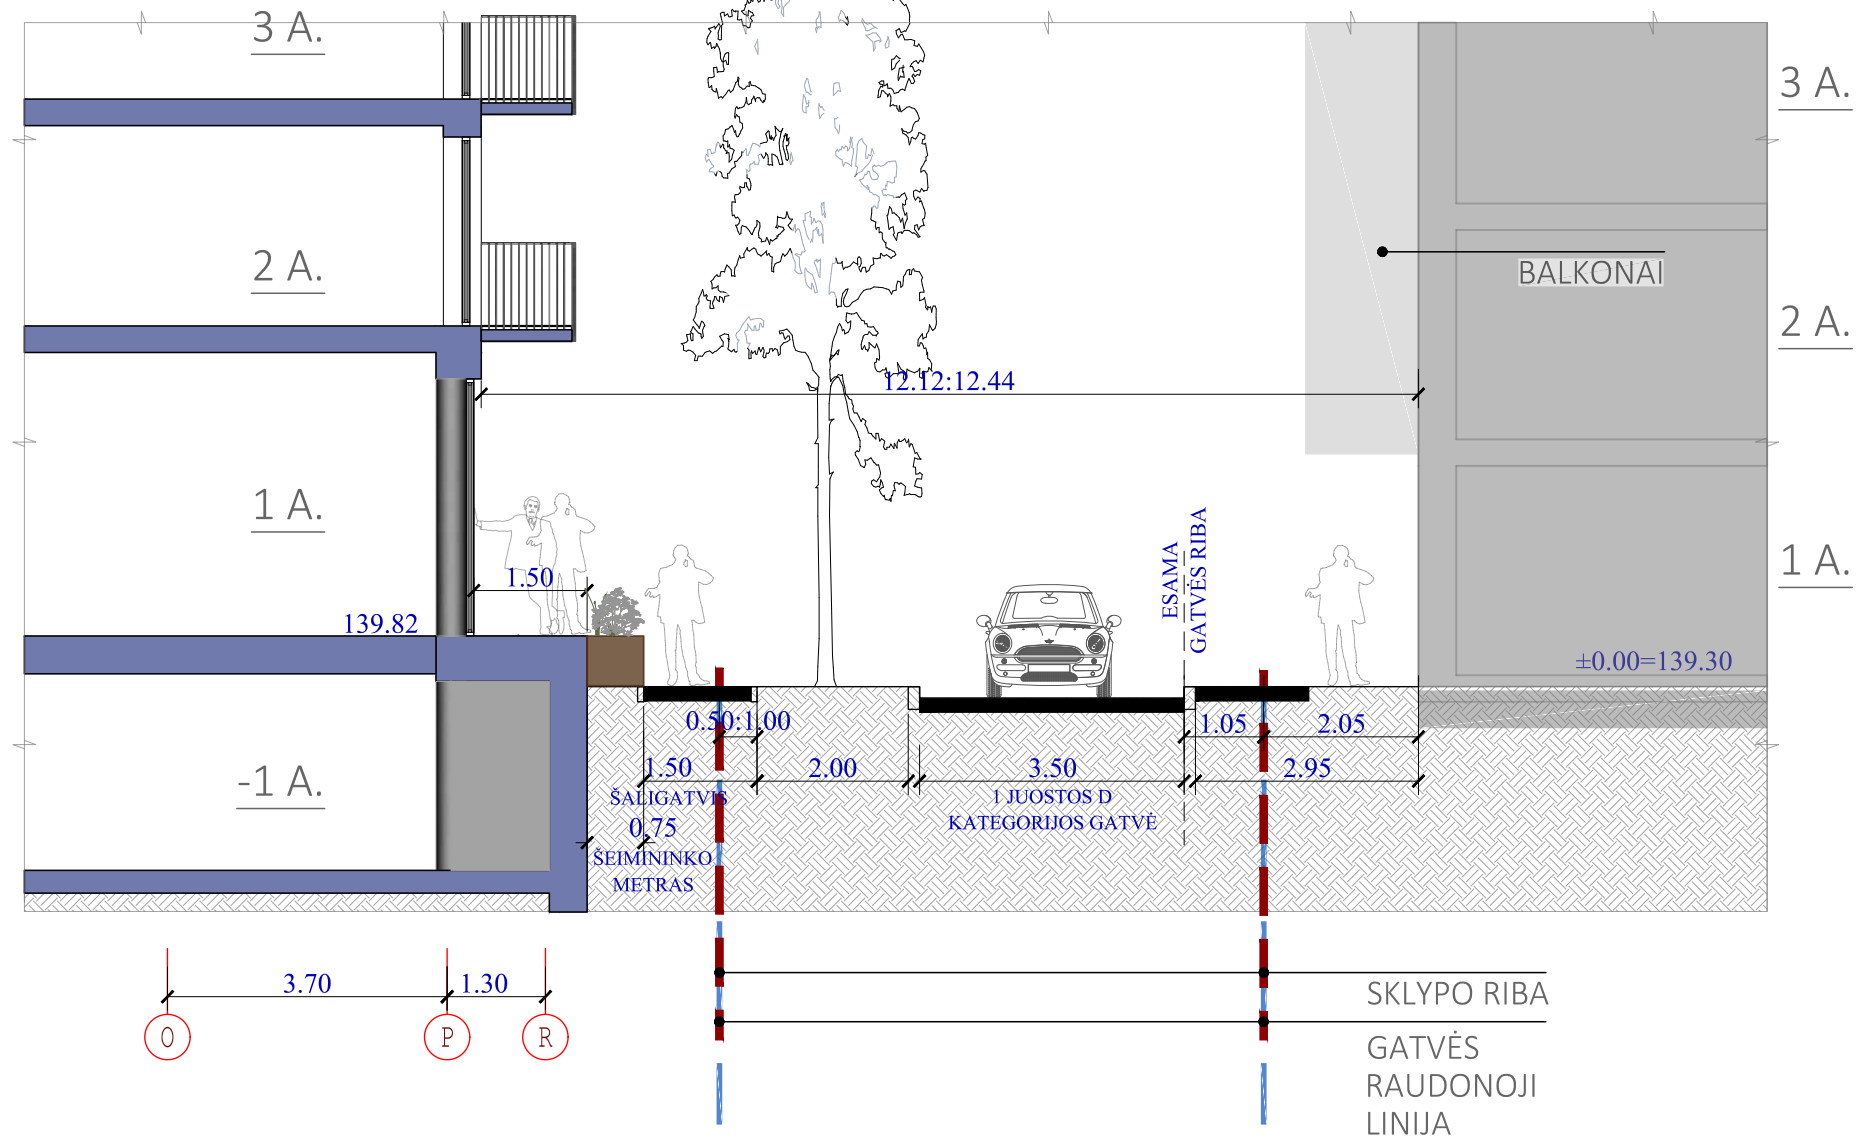 3 A.
3 A.
2 A.
BALKONAI
2 A.
12.12:12.44
1 A.
ESAMA
GATVĖS RIBA
1 A.
1.50
139.82
±0.00=139.30
0.50:1.00
1.05
2.05
1.50
2.00
3.50
2.95
-1 A.
ŠALIGATVIS
1 JUOSTOS D
KATEGORIJOS GATVĖ
0.75
ŠEIMININKO
METRAS
3.70
1.30
SKLYPO RIBA
O
P
R
GATVĖS
RAUDONOJI
LINIJA